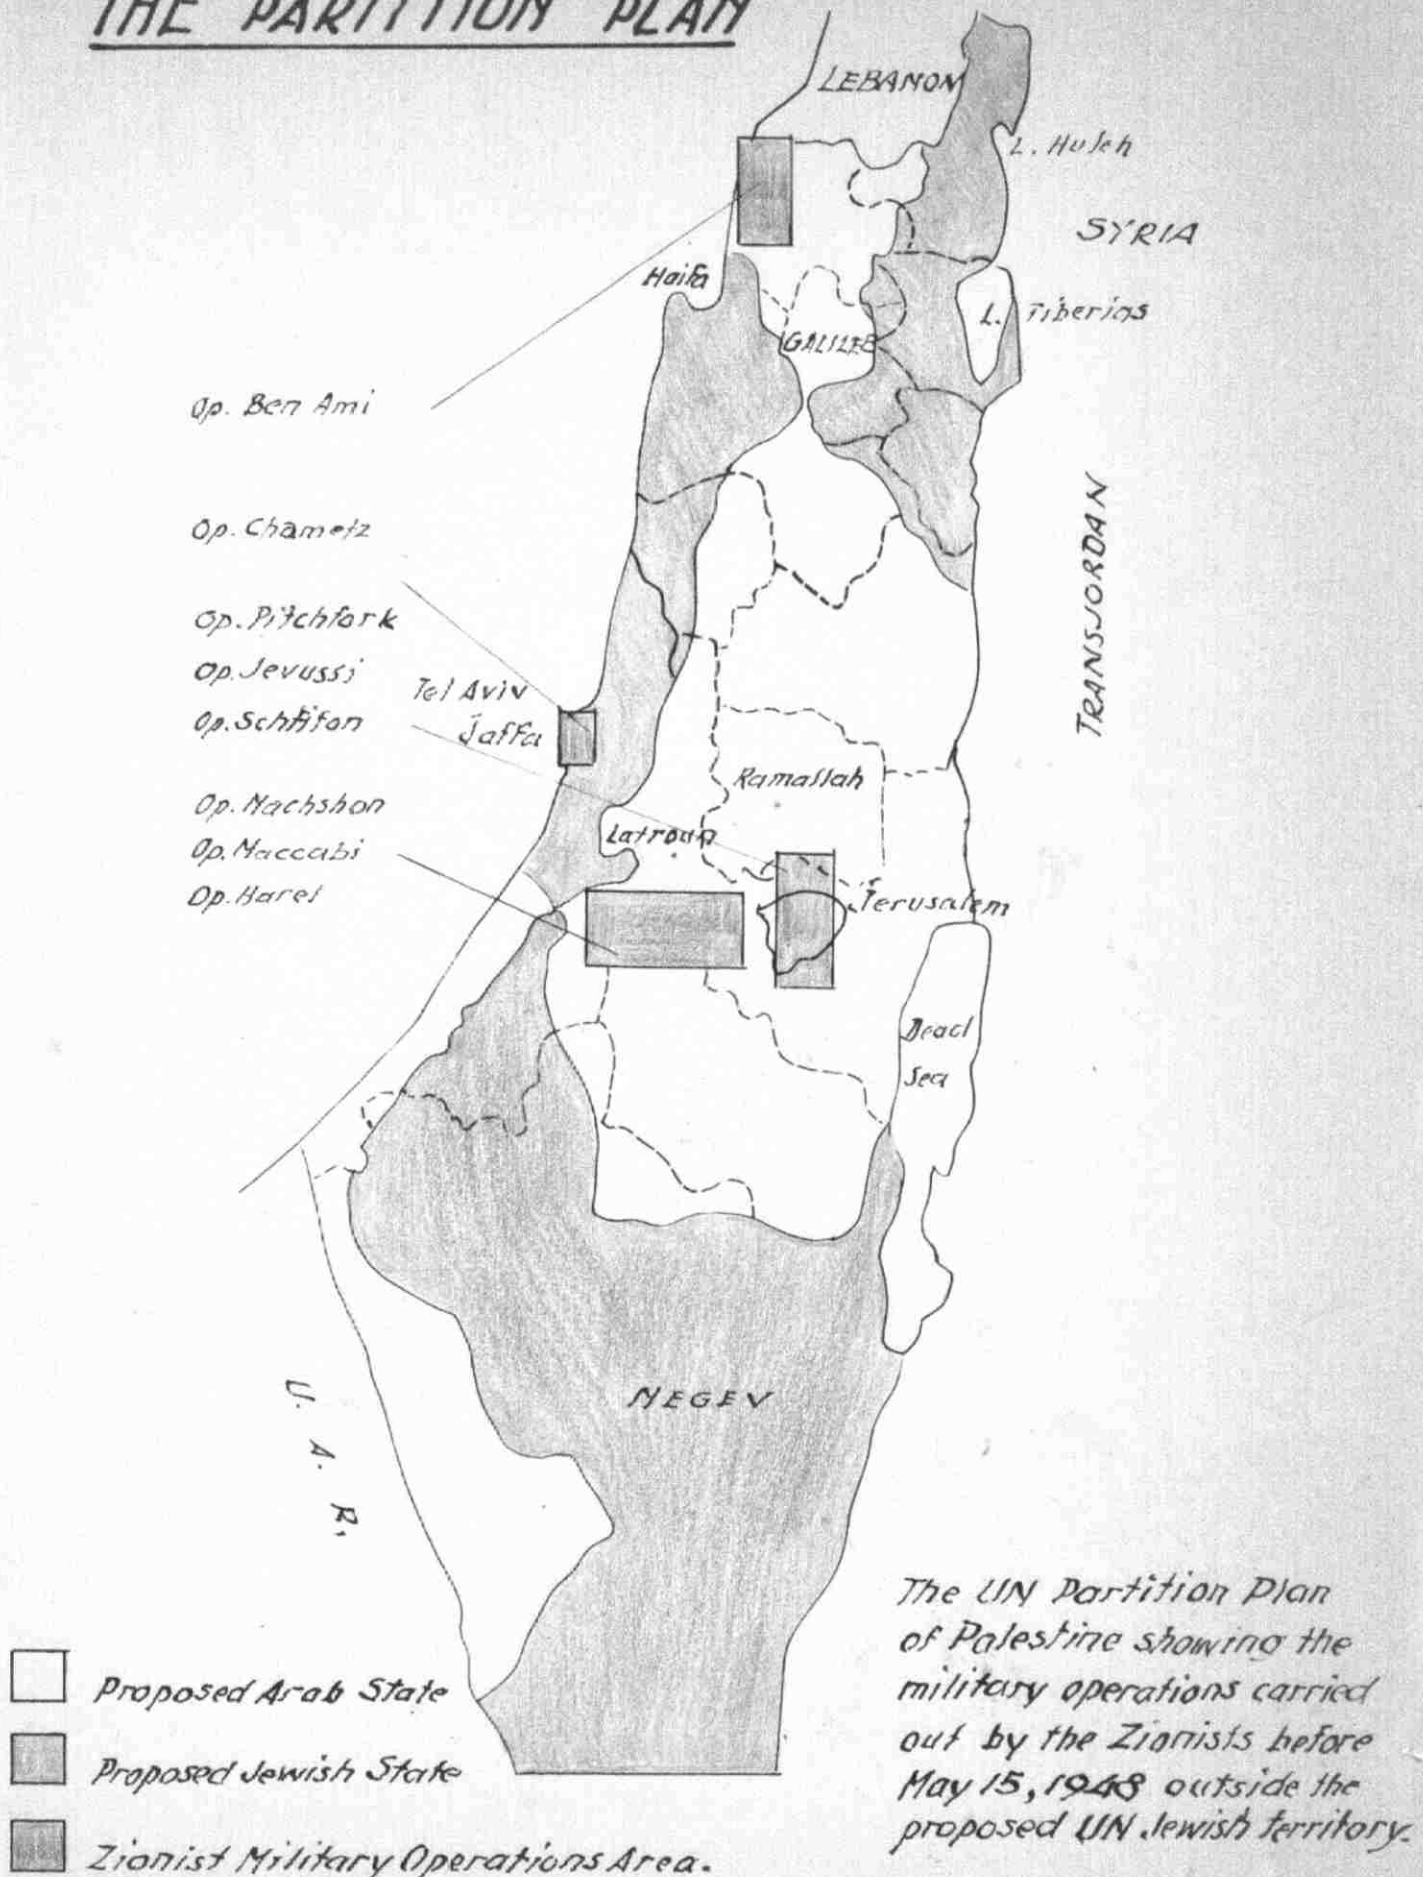 THE PARTITION PLAN
LEBANON
L. Huleh
SYRIA
Haifa
L. Tiberias
GALILEE
Op. Ben Ami
TRANSJORDAN
Op. Chametz
Op. Pitchfork
Op. Jevussi
Tel Aviv
Op. Schfifon
Jaffa
Ramallah
Op. Nachshon
Latroun
Op. Maccabi
Op. Harel
Jerusalem
Dead
Sea
NEGEV
U. A. R.
The UN Partition Plan
of Palestine showing the
military operations carried
out by the Zionists before
May 15, 1948 outside the
proposed UN Jewish territory.
Proposed Arab State
Proposed Jewish State
Zionist Military Operations Area.